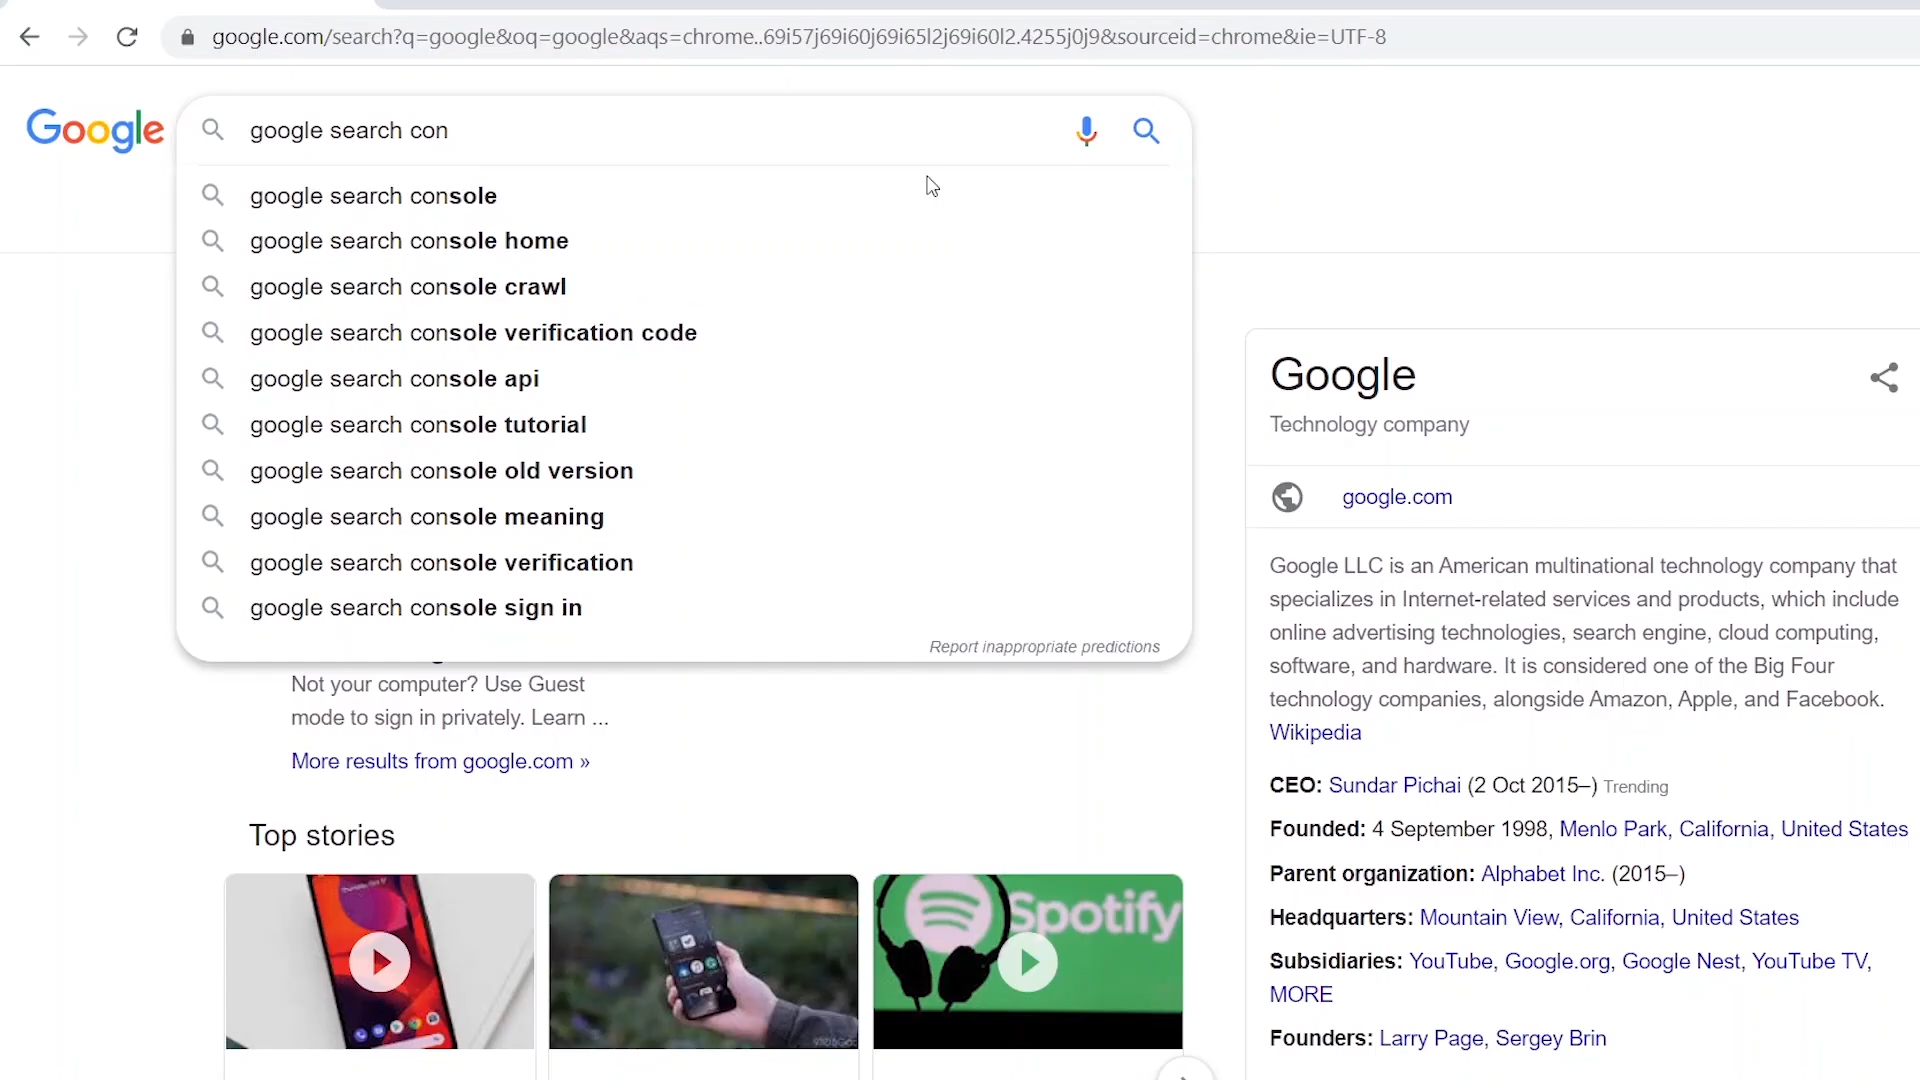 google.com/search?q=google&oq=google&aqs=chrome..69i57j69i60j69i65l2j69i60l2.4255j0j9&sourceid=chrome&ie=UTF-8
Google
google search con
google search console
google search console home
google search console crawl
google search console verification code
google search console api
google search console tutorial
google search console old version
google search console meaning
google search console verification
google search console sign in
Report inappropriate predictions
Not your computer? Use Guest
mode to sign in privately. Learn ...
More results from google.com »
Top stories
Spotify
Google
Technology company
google.com
Google LLC is an American multinational technology company that
specializes in Internet-related services and products, which include
online advertising technologies, search engine, cloud computing,
software, and hardware. It is considered one of the Big Four
technology companies, alongside Amazon, Apple, and Facebook.
Wikipedia
CEO: Sundar Pichai (2 Oct 2015–) Trending
Founded: 4 September 1998, Menlo Park, California, United States
Parent organization: Alphabet Inc. (2015–)
Headquarters: Mountain View, California, United States
Subsidiaries: YouTube, Google.org, Google Nest, YouTube TV,
MORE
Founders: Larry Page, Sergey Brin